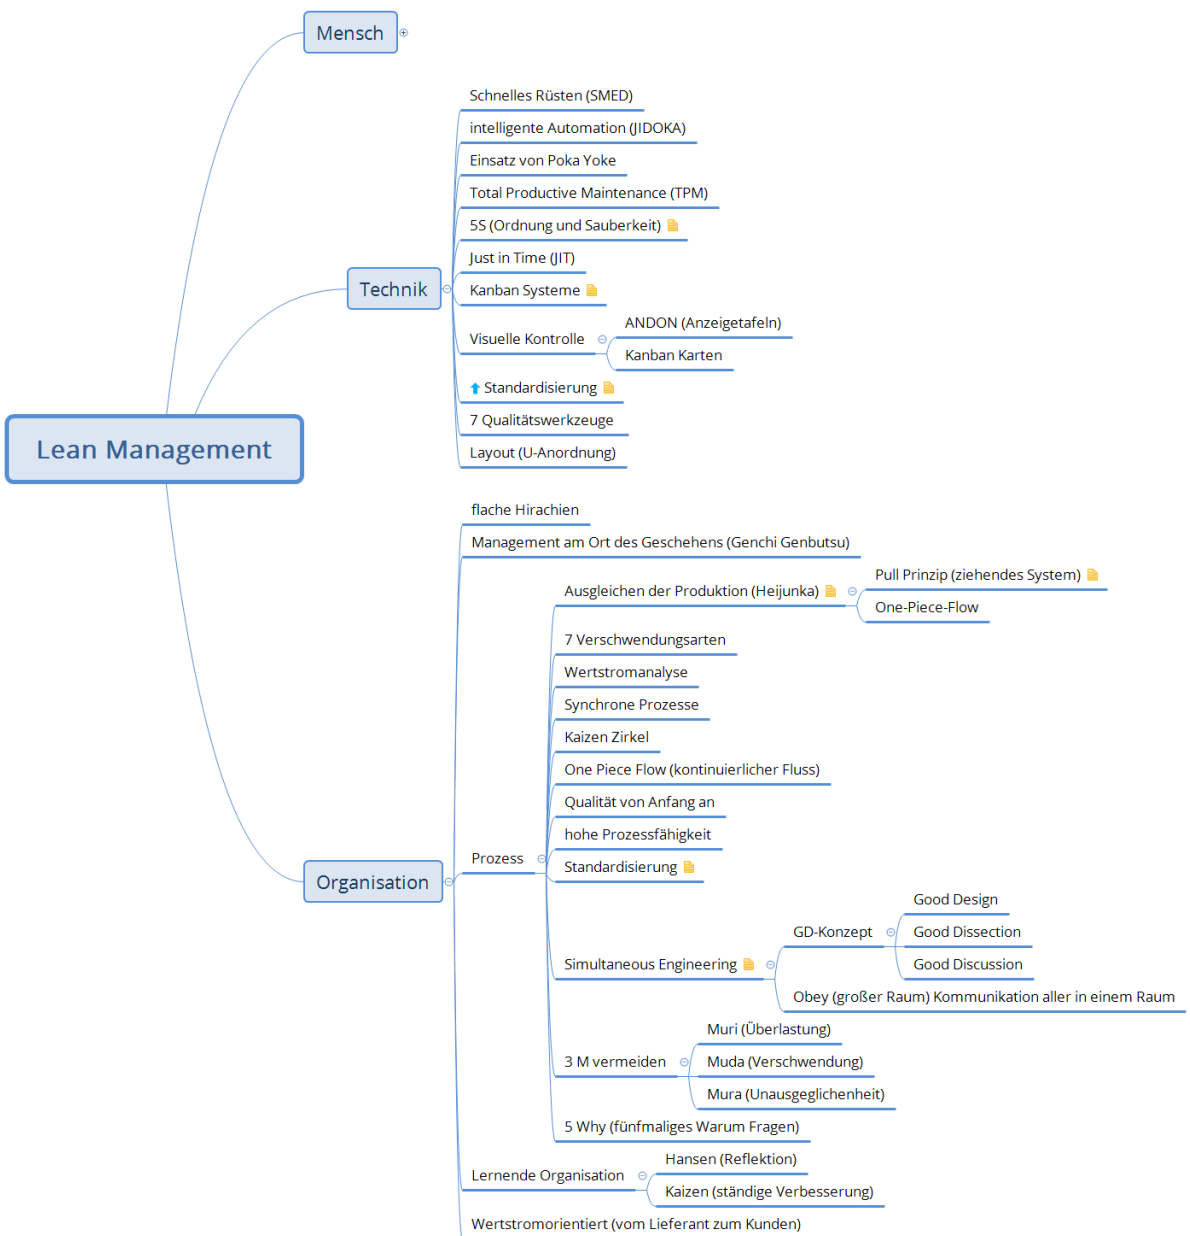 Mensch
Schnelles Rüsten (SMED)
intelligente Automation (JIDOKA)
Einsatz von Poka Yoke
Total Productive Maintenance (TPM)
5S (Ordnung und Sauberkeit)
Just in Time (JIT)
Technik
Kanban Systeme
ANDON (Anzeigetafeln)
Visuelle Kontrolle
Kanban Karten
Standardisierung
7 Qualitätswerkzeuge
Layout (U-Anordnung)
Lean Management
flache Hirachien
Management am Ort des Geschehens (Genchi Genbutsu)
Pull Prinzip (ziehendes System)
Ausgleichen der Produktion (Heijunka)
One-Piece-Flow
7 Verschwendungsarten
Wertstromanalyse
Synchrone Prozesse
Kaizen Zirkel
One Piece Flow (kontinuierlicher Fluss)
Qualität von Anfang an
hohe Prozessfähigkeit
Prozess
Standardisierung
Organisation
Good Design
GD-Konzept
Good Dissection
Good Discussion
Simultaneous Engineering
Obey (großer Raum) Kommunikation aller in einem Raum
Muri (Überlastung)
3 M vermeiden
Muda (Verschwendung)
Mura (Unausgeglichenheit)
5 Why (fünfmaliges Warum Fragen)
Hansen (Reflektion)
Lernende Organisation
Kaizen (ständige Verbesserung)
Wertstromorientiert (vom Lieferant zum Kunden)